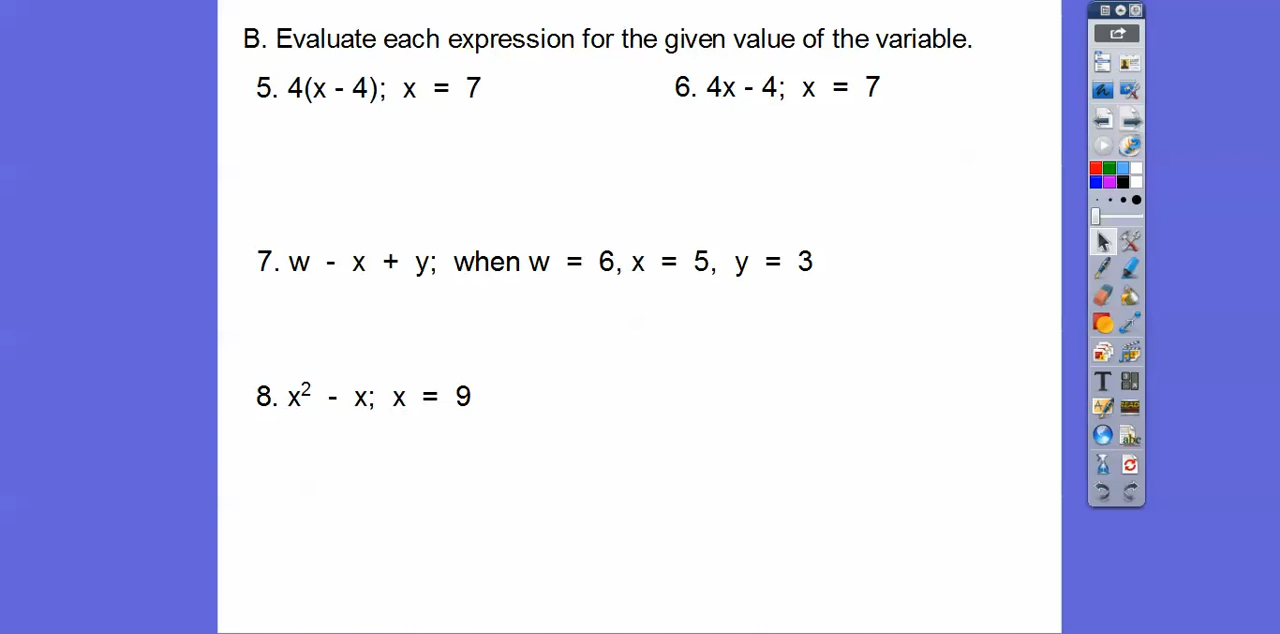 B. Evaluate each expression for the given value of the variable.
5. 4(x - 4); x = 7
6. 4x - 4; x = 7
7. w - x + y; when w = 6, x = 5, y = 3
8. x² - x; x = 9